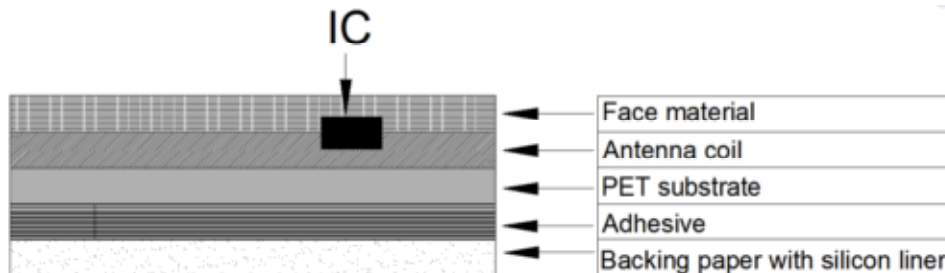 IC
Face material
Antenna coil
PET substrate
Adhesive
Backing paper with silicon liner